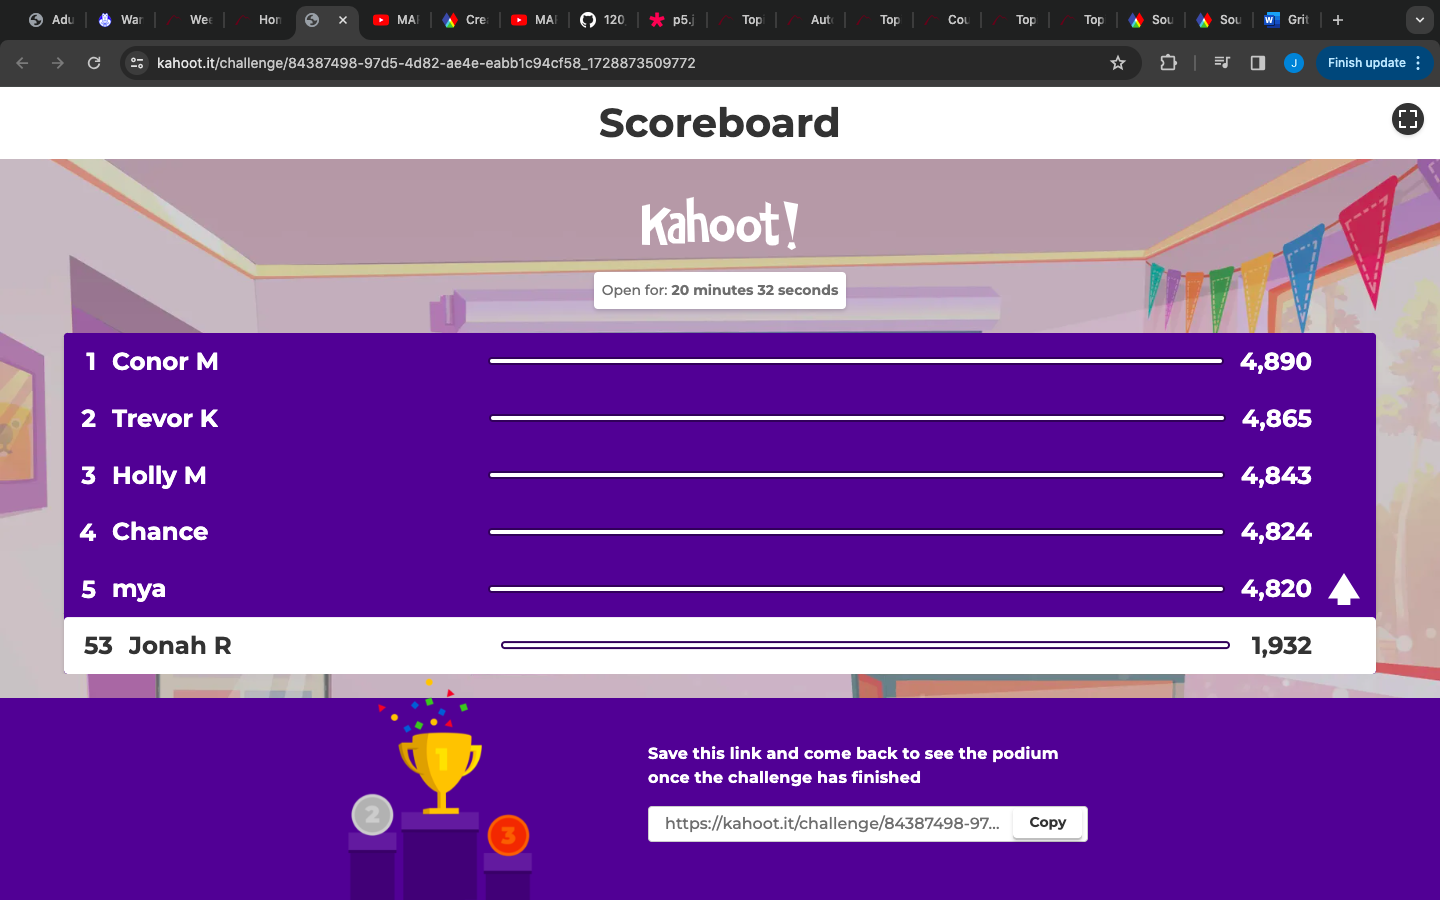 Adu
War
Wee
Hon
MAI
Cre
MAI
120
p5.j
Topi
Aut
Top
Cou
Top
Top
Sou
Sou
Grit
kahoot.it/challenge/84387498-97d5-4d82-ae4e-eabb1c94cf58_1728873509772
J
Finish update
Scoreboard
Kahoot!
Open for: 20 minutes 32 seconds
1 Conor M 4,890
2 Trevor K 4,865
3 Holly M 4,843
4 Chance 4,824
5 mya 4,820
53 Jonah R 1,932
1
2
3
Save this link and come back to see the podium
once the challenge has finished
https://kahoot.it/challenge/84387498-97...
Copy